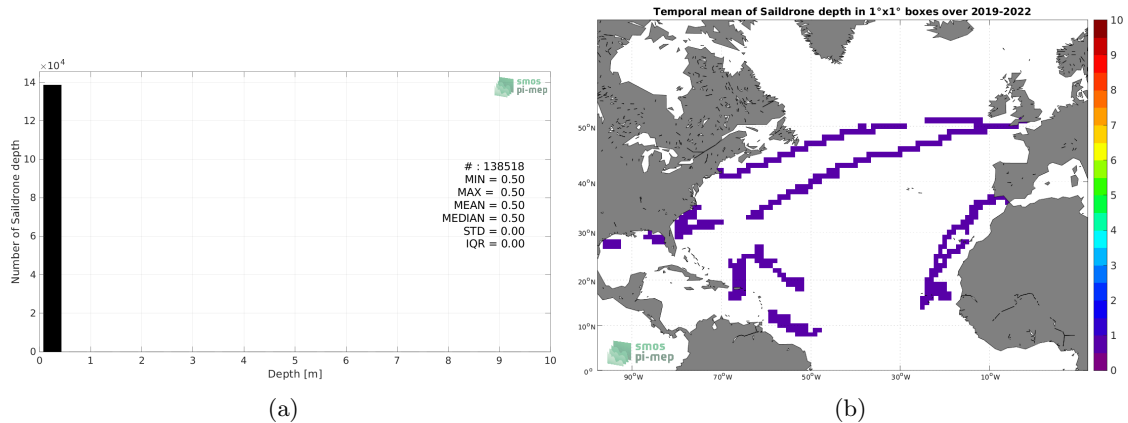 ×10⁴
14
12
10
8
6
4
2
0
Number of Saildrone depth
smos
pi-mep
# : 138518
MIN = 0.50
MAX = 0.50
MEAN = 0.50
MEDIAN = 0.50
STD = 0.00
IQR = 0.00
0 1 2 3 4 5 6 7 8 9 10
Depth [m]
(a)
Temporal mean of Saildrone depth in 1°x1° boxes over 2019-2022
50°N
40°N
30°N
20°N
10°N
0°
90°W 70°W 50°W 30°W 10°W
smos
pi-mep
10
9
8
7
6
5
4
3
2
1
0
(b)